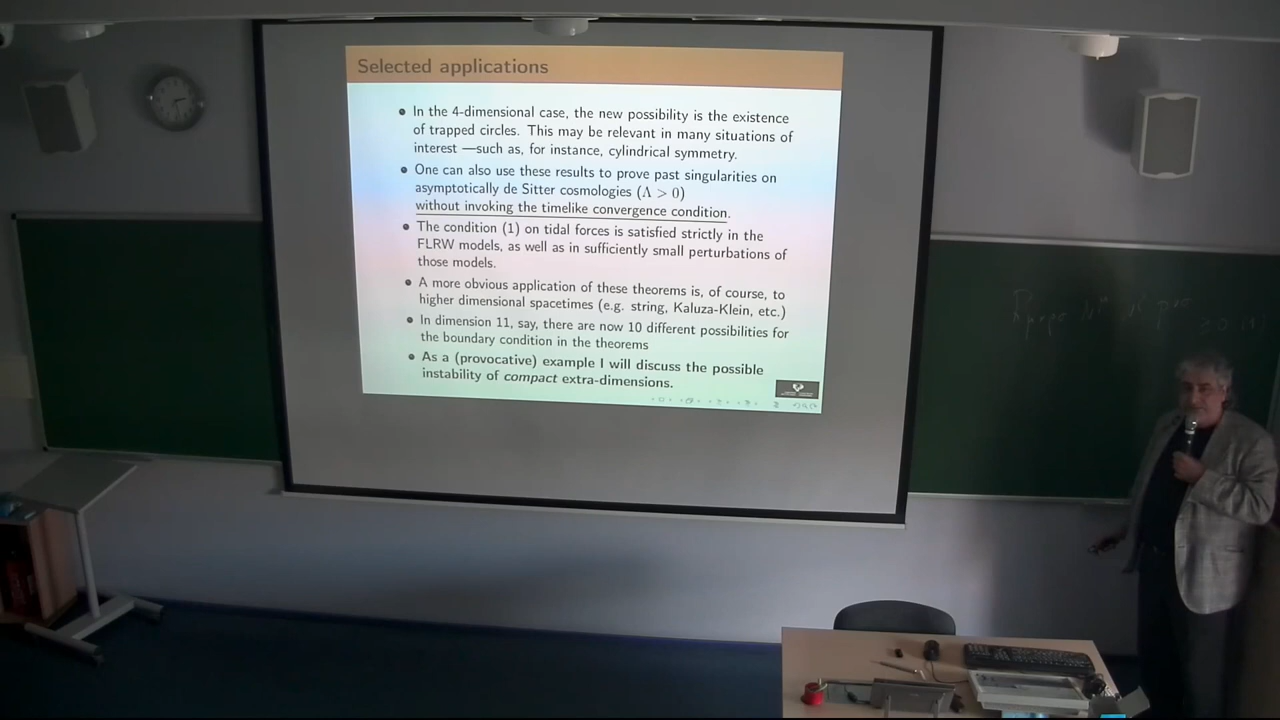 Selected applications
• In the 4-dimensional case, the new possibility is the existence
of trapped circles. This may be relevant in many situations of
interest —such as, for instance, cylindrical symmetry.
• One can also use these results to prove past singularities on
asymptotically de Sitter cosmologies (Λ > 0)
without invoking the timelike convergence condition.
• The condition (1) on tidal forces is satisfied strictly in the
FLRW models, as well as in sufficiently small perturbations of
those models.
• A more obvious application of these theorems is, of course, to
higher dimensional spacetimes (e.g. string, Kaluza-Klein, etc.)
• In dimension 11, say, there are now 10 different possibilities for
the boundary condition in the theorems
• As a (provocative) example I will discuss the possible
instability of compact extra-dimensions.